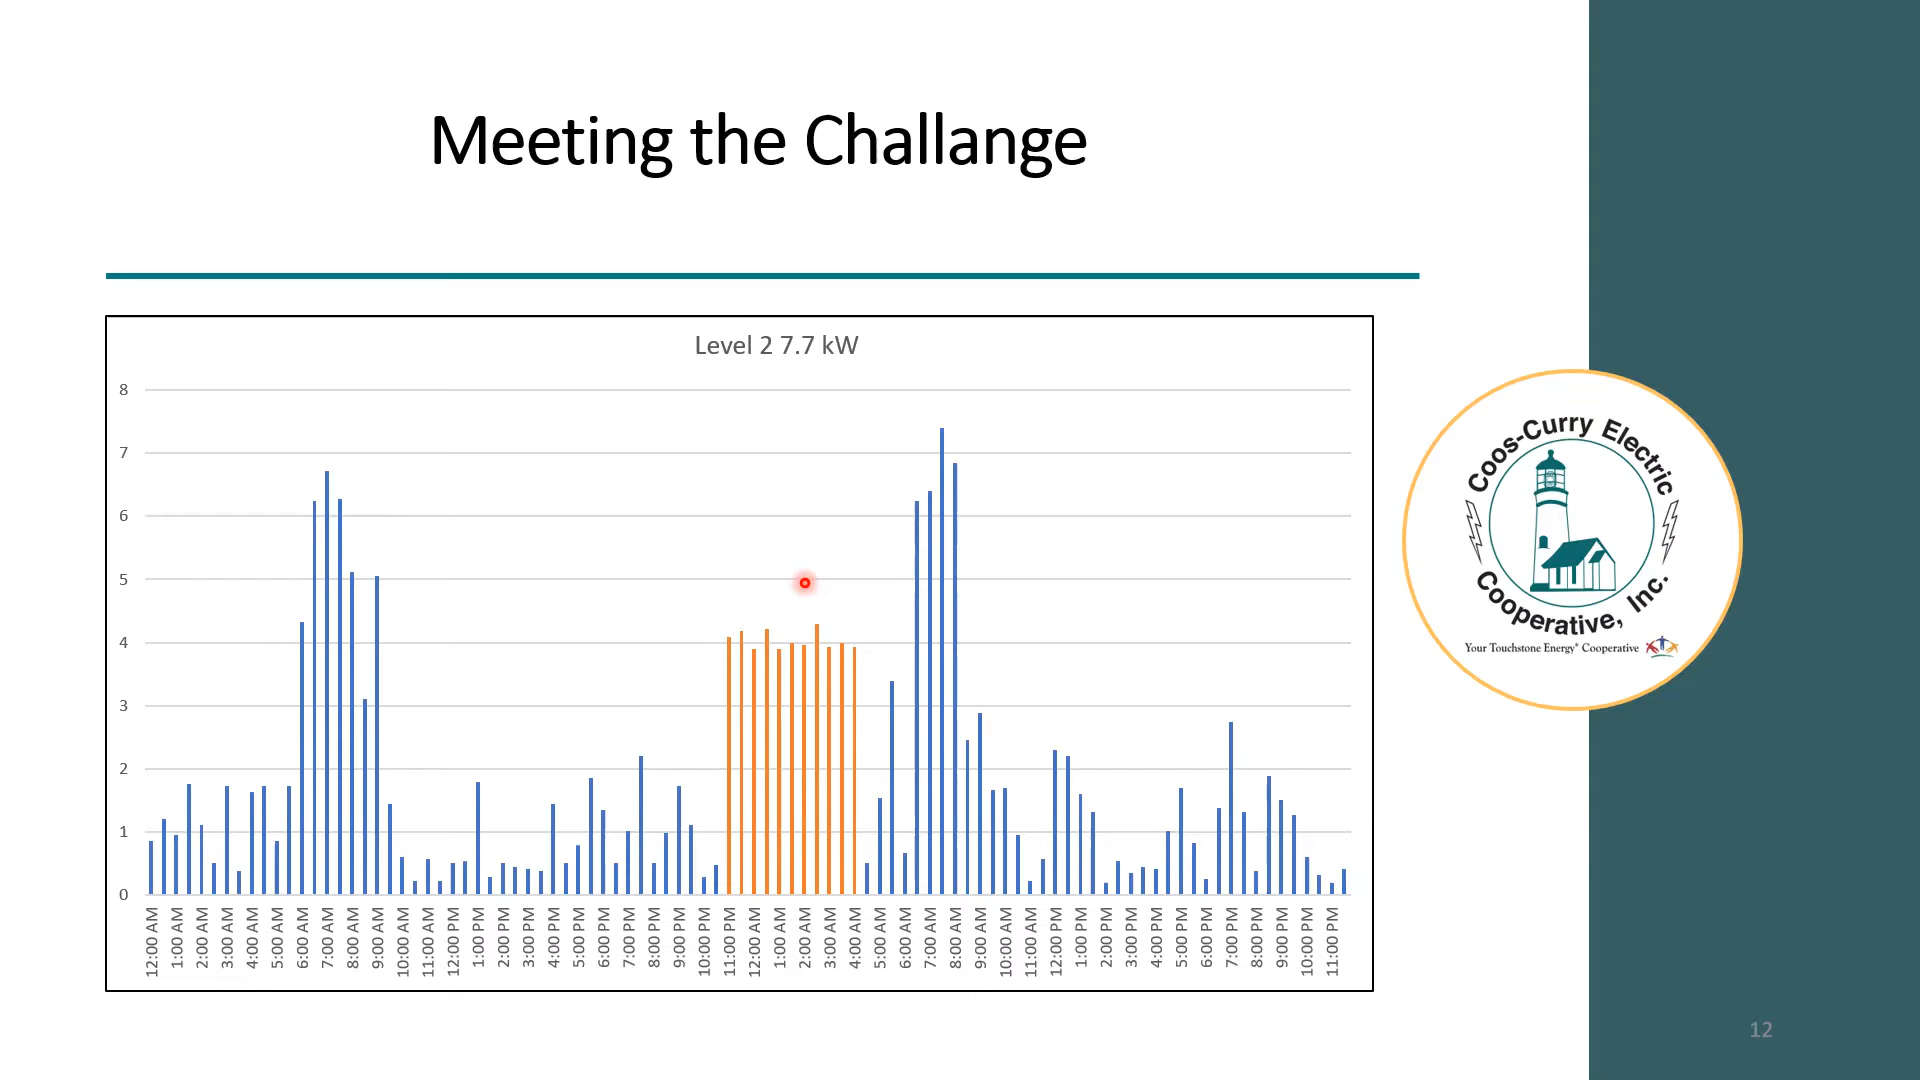 Meeting the Challange
Level 2 7.7 kW
8
7
6
5
4
3
2
1
0
12:00 AM
1:00 AM
2:00 AM
3:00 AM
4:00 AM
5:00 AM
6:00 AM
7:00 AM
8:00 AM
9:00 AM
10:00 AM
11:00 AM
12:00 PM
1:00 PM
2:00 PM
3:00 PM
4:00 PM
5:00 PM
6:00 PM
7:00 PM
8:00 PM
9:00 PM
10:00 PM
11:00 PM
12:00 AM
1:00 AM
2:00 AM
3:00 AM
4:00 AM
5:00 AM
6:00 AM
7:00 AM
8:00 AM
9:00 AM
10:00 AM
11:00 AM
12:00 PM
1:00 PM
2:00 PM
3:00 PM
4:00 PM
5:00 PM
6:00 PM
7:00 PM
8:00 PM
9:00 PM
10:00 PM
11:00 PM
Coos-Curry Electric
Cooperative, Inc.
Your Touchstone Energy® Cooperative
12